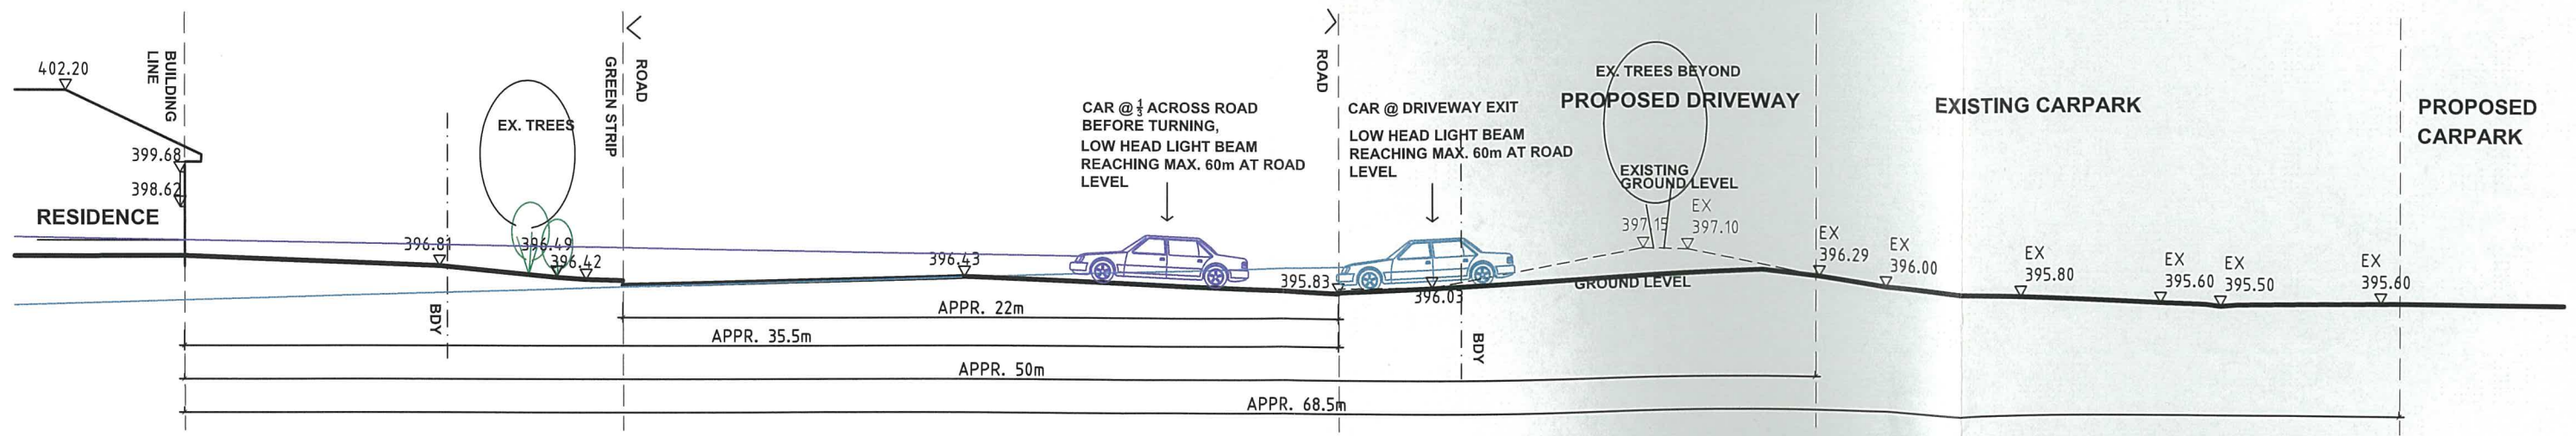 402.20
BUILDING
LINE
399.68
398.62
RESIDENCE
396.81
BDY
EX. TREES
396.49
396.42
GREEN STRIP
ROAD
396.43
CAR @ ⅓ ACROSS ROAD
BEFORE TURNING,
LOW HEAD LIGHT BEAM
REACHING MAX. 60m AT ROAD
LEVEL
ROAD
395.83
CAR @ DRIVEWAY EXIT
LOW HEAD LIGHT BEAM
REACHING MAX. 60m AT ROAD
LEVEL
396.03
BDY
EX. TREES BEYOND
PROPOSED DRIVEWAY
EXISTING
GROUND LEVEL
397.15
EX
397.10
GROUND LEVEL
EX
396.29
EX
396.00
EXISTING CARPARK
EX
395.80
EX
395.60
EX
395.50
EX
395.60
PROPOSED
CARPARK
APPR. 22m
APPR. 35.5m
APPR. 50m
APPR. 68.5m